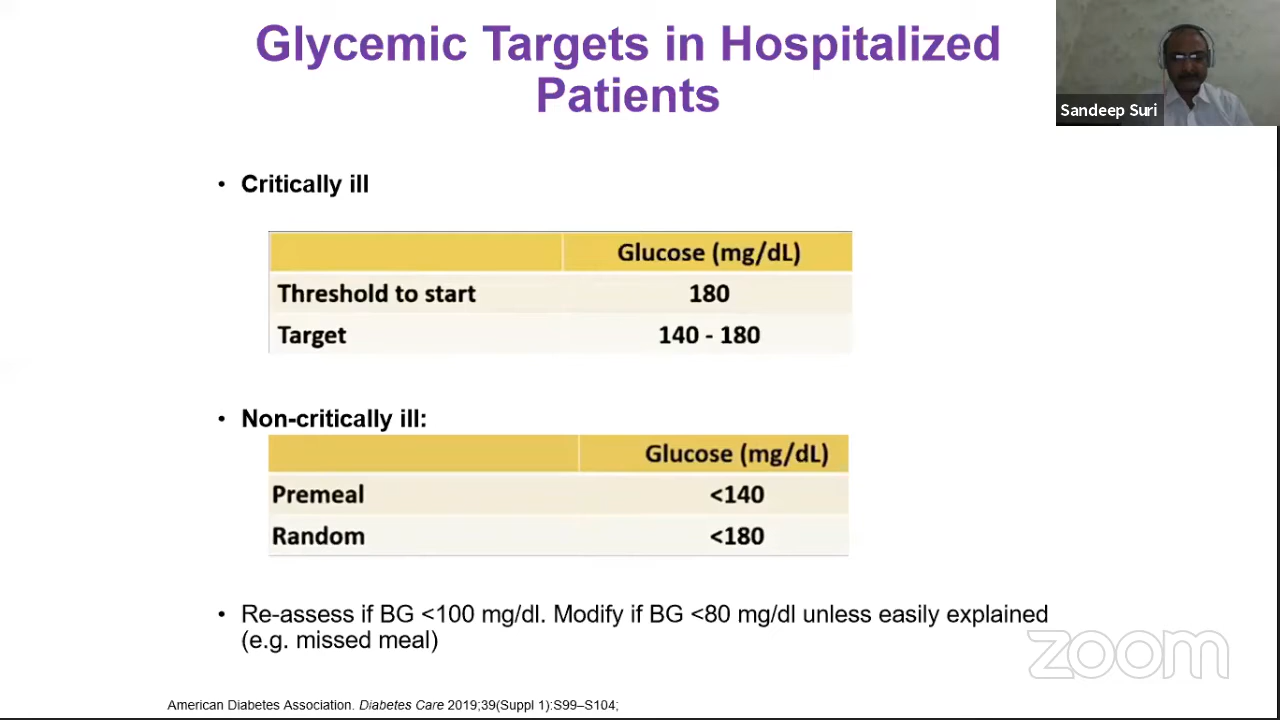 Glycemic Targets in Hospitalized
Patients
Sandeep Suri
• Critically ill
Glucose (mg/dL)
Threshold to start 180
Target 140 - 180
• Non-critically ill:
Glucose (mg/dL)
Premeal <140
Random <180
• Re-assess if BG <100 mg/dl. Modify if BG <80 mg/dl unless easily explained
(e.g. missed meal)
zoom
American Diabetes Association. Diabetes Care 2019;39(Suppl 1):S99–S104;